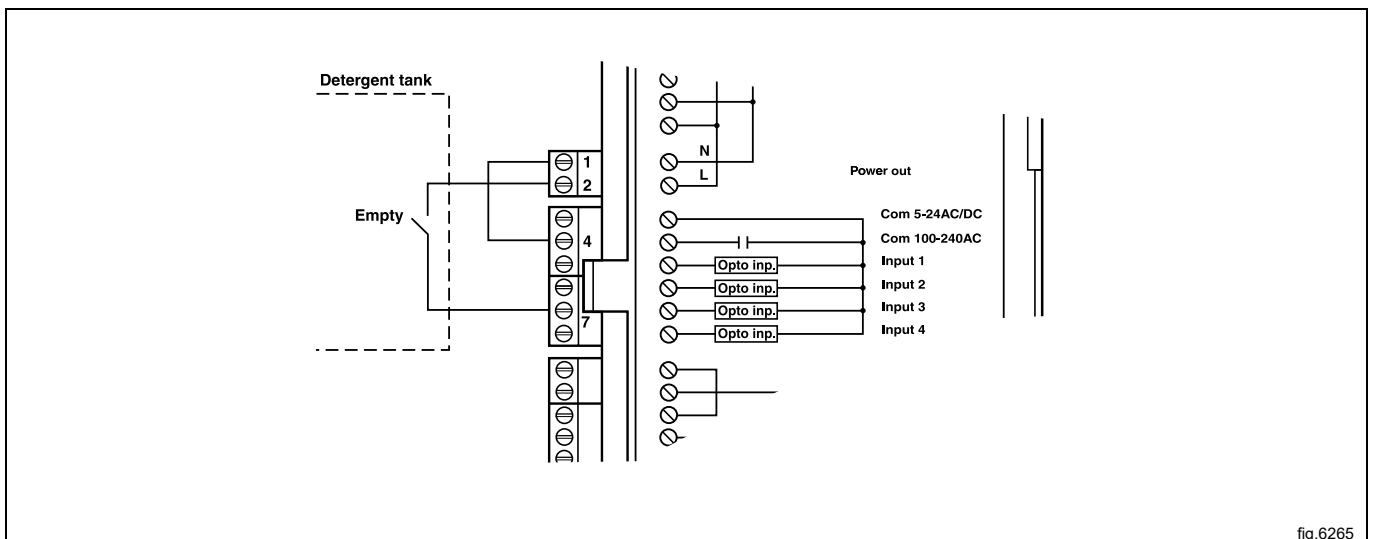 Detergent tank
Empty
1
2
4
7
N
L
Power out
Com 5-24AC/DC
Com 100-240AC
Opto inp. Input 1
Opto inp. Input 2
Opto inp. Input 3
Opto inp. Input 4
fig.6265